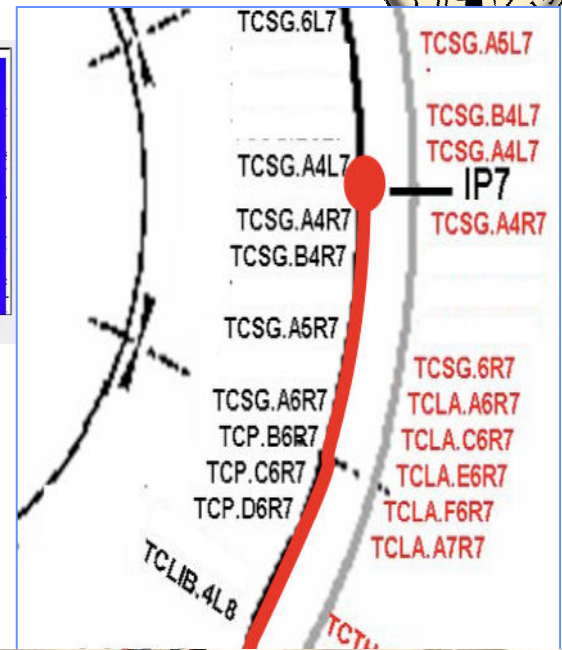 TCSG.6L7
TCSG.A5L7
TCSG.B4L7
TCSG.A4L7
TCSG.A4L7
IP7
TCSG.A4R7
TCSG.A4R7
TCSG.B4R7
TCSG.A5R7
TCSG.6R7
TCSG.A6R7
TCLA.A6R7
TCP.B6R7
TCLA.C6R7
TCP.C6R7
TCLA.E6R7
TCP.D6R7
TCLA.F6R7
TCLA.A7R7
TCLIB.4L8